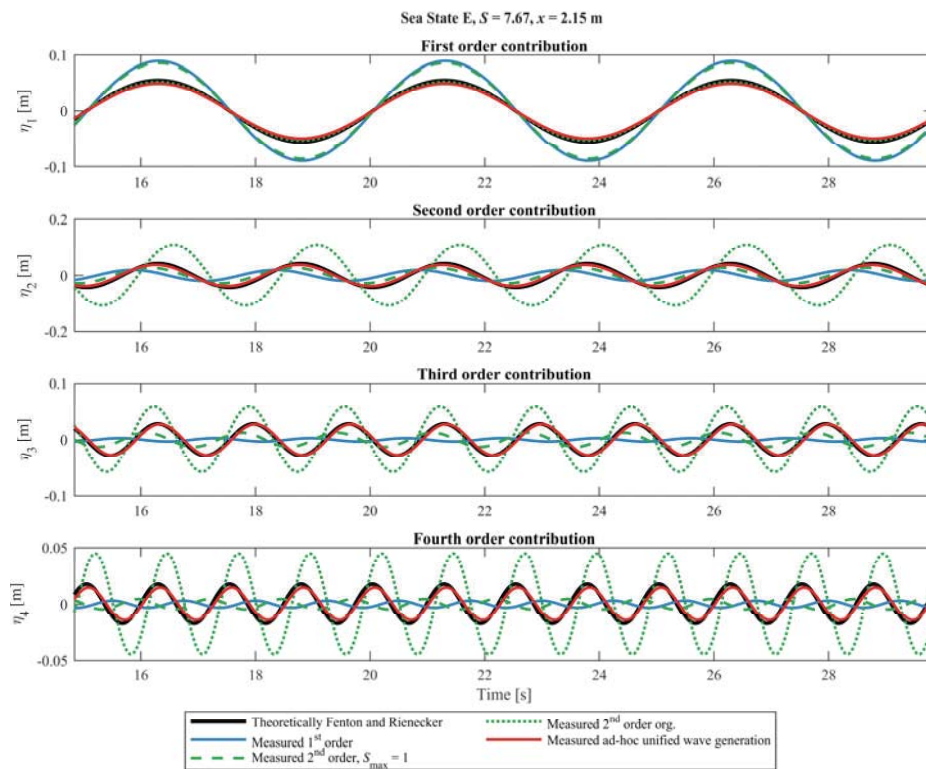 Sea State E, S = 7.67, x = 2.15 m
First order contribution
0.1
0
-0.1
η1 [m]
16 18 20 22 24 26 28
Second order contribution
0.2
0
-0.2
η2 [m]
16 18 20 22 24 26 28
Third order contribution
0.1
0
-0.1
η3 [m]
16 18 20 22 24 26 28
Fourth order contribution
0.05
0
-0.05
η4 [m]
16 18 20 22 24 26 28
Time [s]
Theoretically Fenton and Rienecker
Measured 1st order
Measured 2nd order, Smax = 1
Measured 2nd order org.
Measured ad-hoc unified wave generation